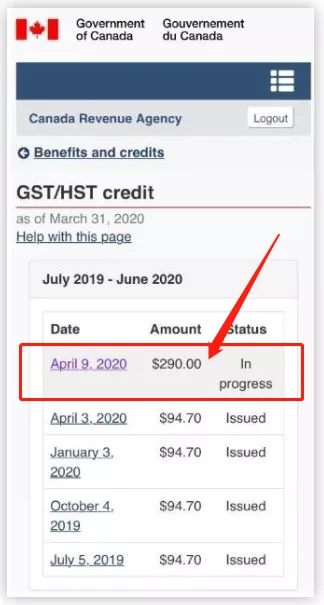 Government of Canada
Gouvernement du Canada
Canada Revenue Agency
Logout
Benefits and credits
GST/HST credit
as of March 31, 2020
Help with this page
July 2019 - June 2020
Date Amount Status
April 9, 2020 $290.00 In progress
April 3, 2020 $94.70 Issued
January 3, 2020 $94.70 Issued
October 4, 2019 $94.70 Issued
July 5, 2019 $94.70 Issued